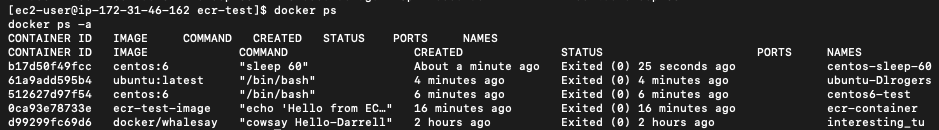 [ec2-user@ip-172-31-46-162 ecr-test]$ docker ps
docker ps -a
CONTAINER ID   IMAGE     COMMAND   CREATED   STATUS    PORTS     NAMES
CONTAINER ID   IMAGE             COMMAND                  CREATED              STATUS                      PORTS     NAMES
b17d50f49fcc   centos:6          "sleep 60"               About a minute ago   Exited (0) 25 seconds ago             centos-sleep-60
61a9add595b4   ubuntu:latest     "/bin/bash"              4 minutes ago        Exited (0) 4 minutes ago              ubuntu-Dlrogers
512627d97f54   centos:6          "/bin/bash"              6 minutes ago        Exited (0) 6 minutes ago              centos6-test
0ca93e78733e   ecr-test-image    "echo 'Hello from EC…"   16 minutes ago       Exited (0) 16 minutes ago             ecr-container
d99299fc69d6   docker/whalesay   "cowsay Hello-Darrell"   2 hours ago          Exited (0) 2 hours ago                interesting_tu